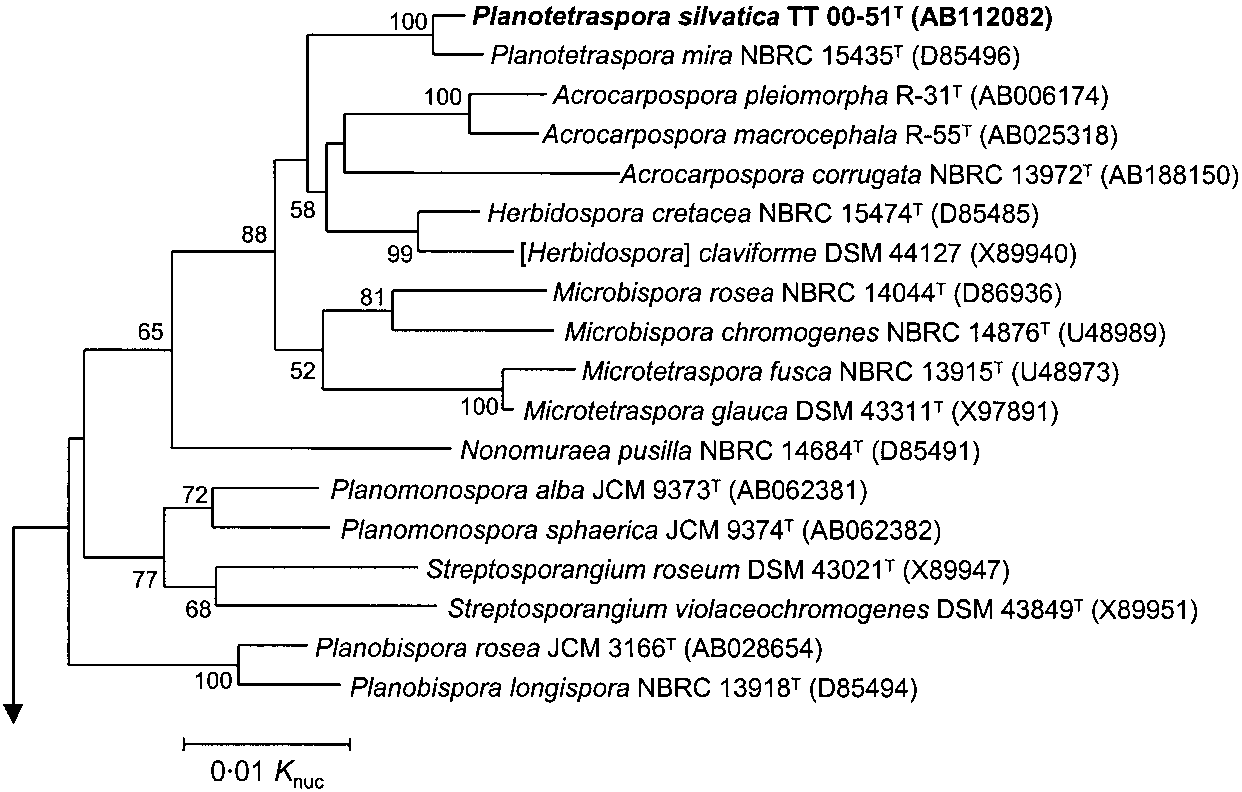 100 Planotetraspora silvatica TT 00-51ᵀ (AB112082)
Planotetraspora mira NBRC 15435ᵀ (D85496)
100 Acrocarpospora pleiomorpha R-31ᵀ (AB006174)
Acrocarpospora macrocephala R-55ᵀ (AB025318)
Acrocarpospora corrugata NBRC 13972ᵀ (AB188150)
58 Herbidospora cretacea NBRC 15474ᵀ (D85485)
88
99 [Herbidospora] claviforme DSM 44127 (X89940)
81 Microbispora rosea NBRC 14044ᵀ (D86936)
65 Microbispora chromogenes NBRC 14876ᵀ (U48989)
52 Microtetraspora fusca NBRC 13915ᵀ (U48973)
100 Microtetraspora glauca DSM 43311ᵀ (X97891)
Nonomuraea pusilla NBRC 14684ᵀ (D85491)
72 Planomonospora alba JCM 9373ᵀ (AB062381)
Planomonospora sphaerica JCM 9374ᵀ (AB062382)
77 Streptosporangium roseum DSM 43021ᵀ (X89947)
68 Streptosporangium violaceochromogenes DSM 43849ᵀ (X89951)
Planobispora rosea JCM 3166ᵀ (AB028654)
100 Planobispora longispora NBRC 13918ᵀ (D85494)
0·01 Knuc